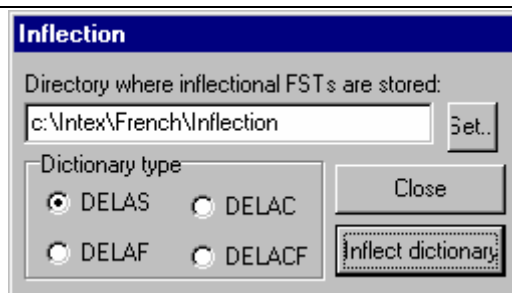 Inflection
Directory where inflectional FSTs are stored:
c:\Intex\French\Inflection
Set..
Dictionary type
DELAS
DELAC
Close
DELAF
DELACF
Inflect dictionary